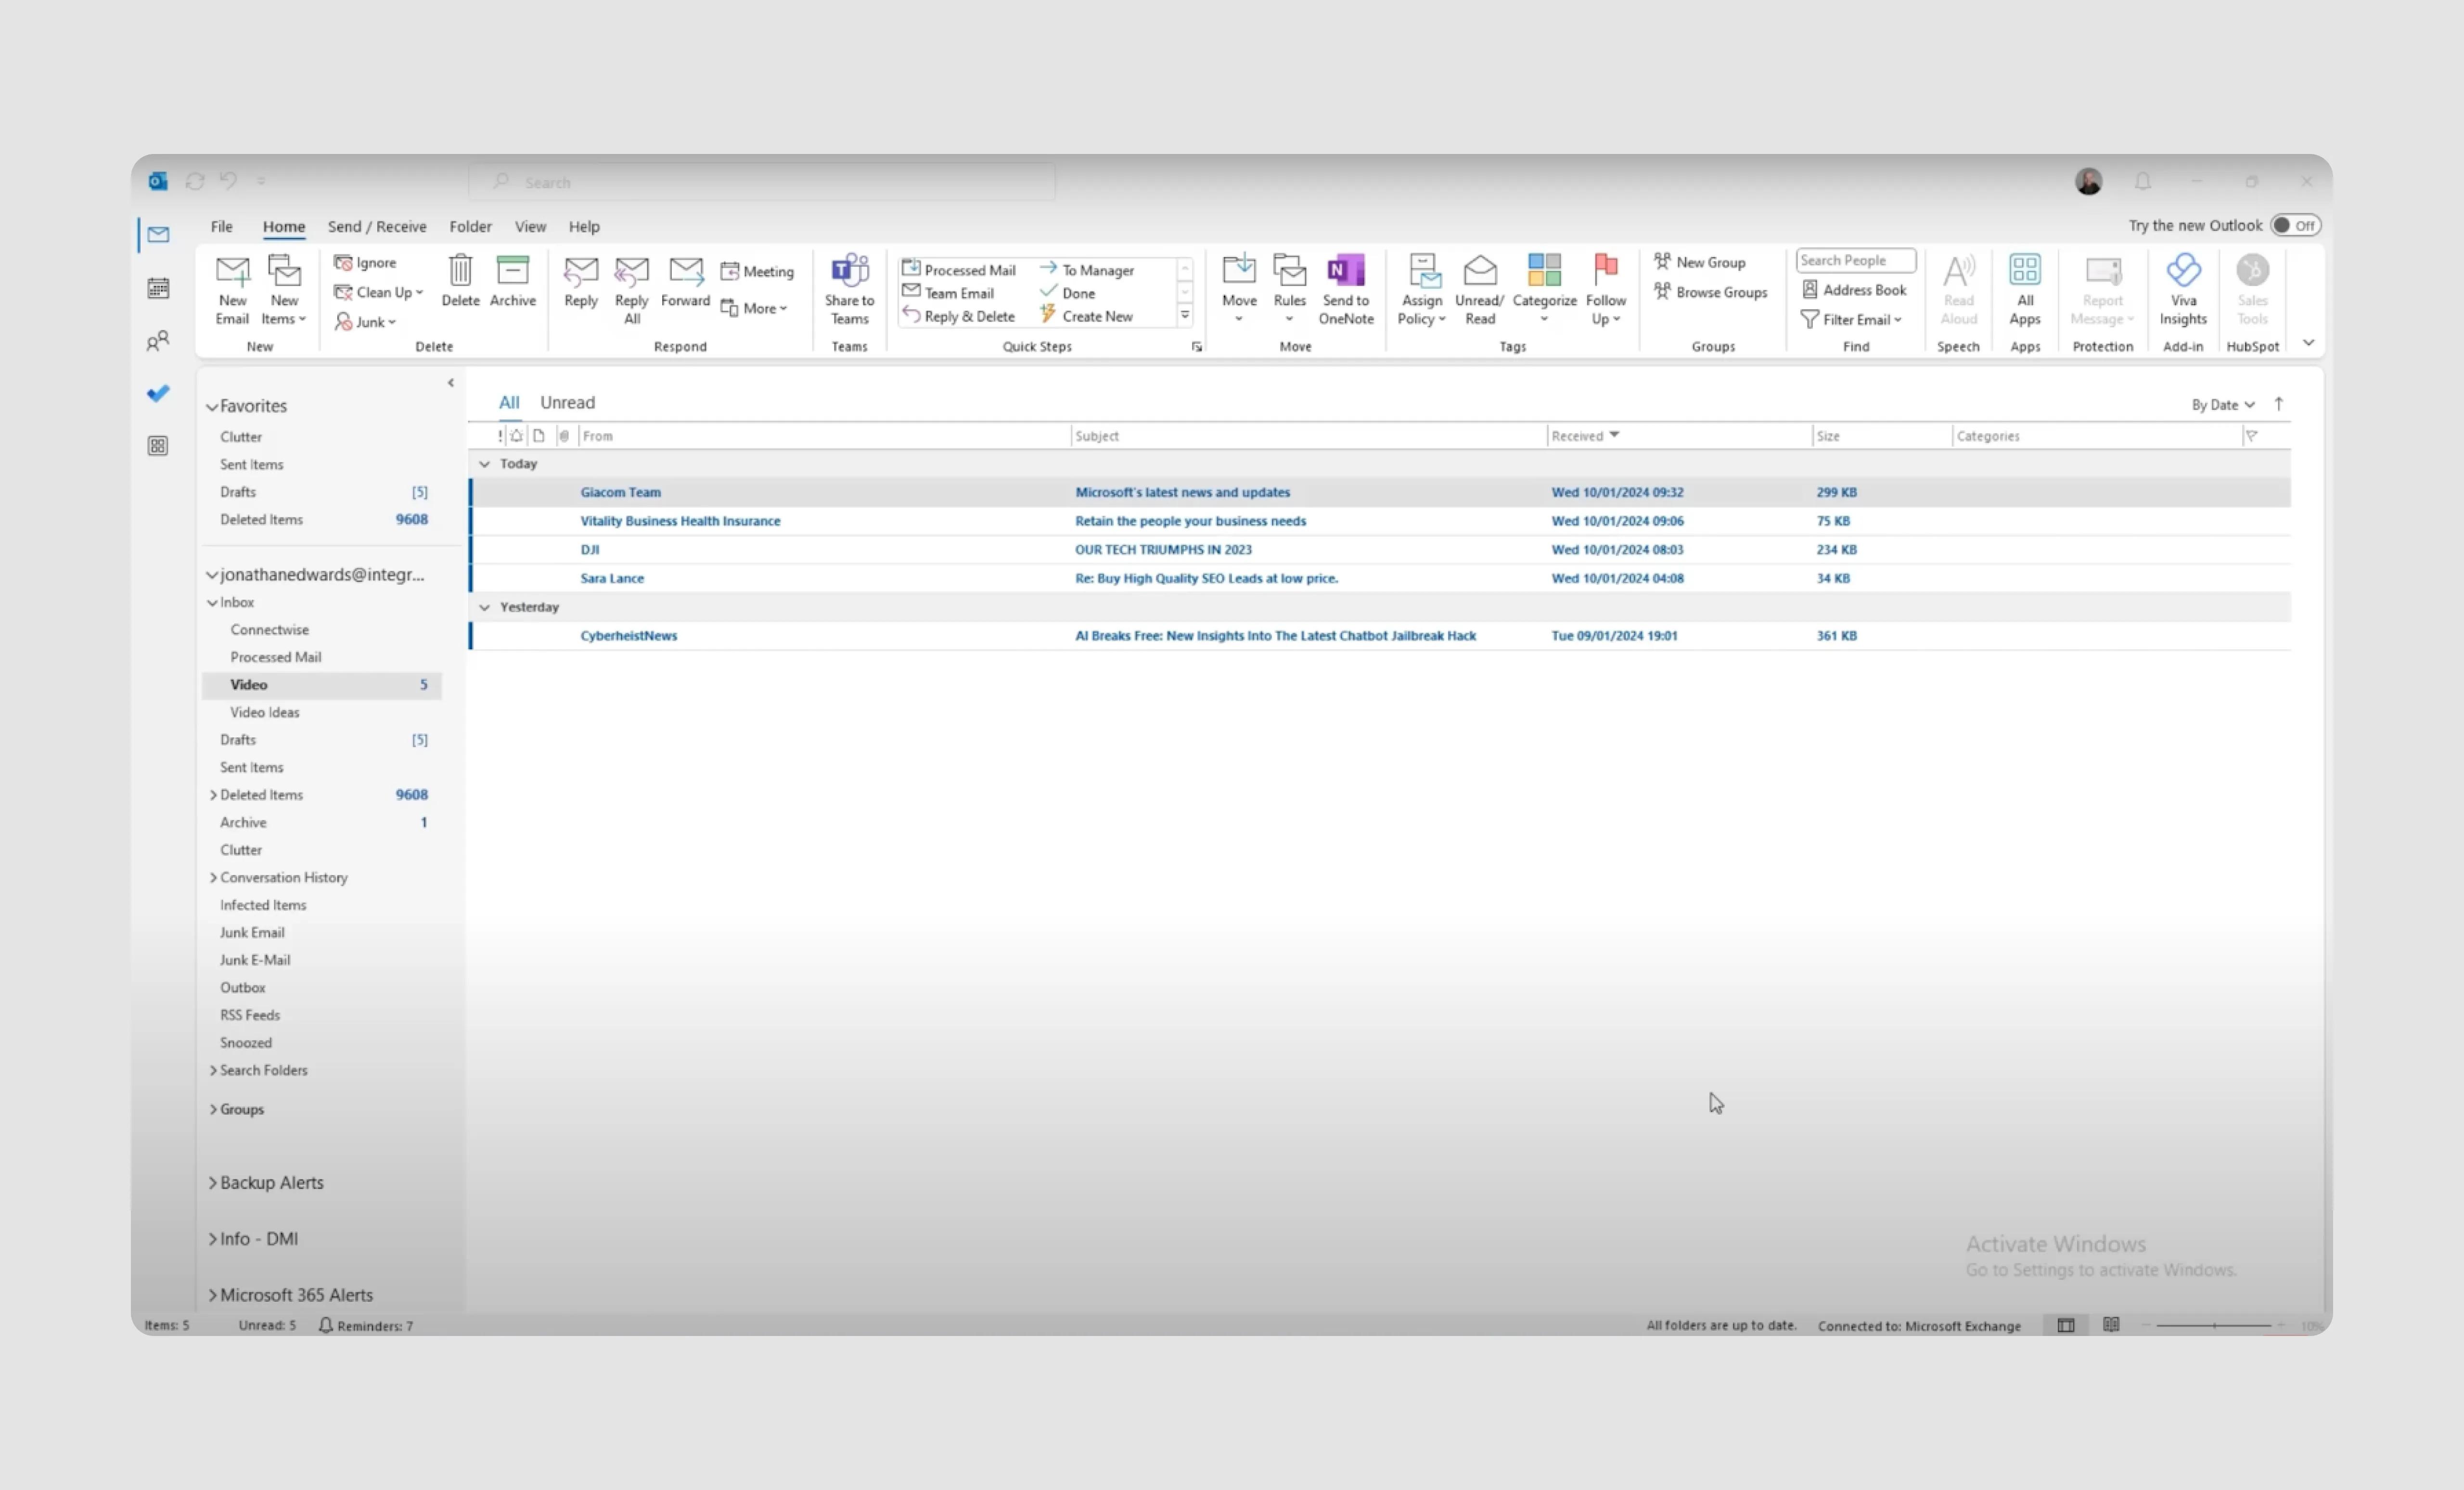 Search
File Home Send / Receive Folder View Help
Try the new Outlook Off
New Email
New Items
Ignore
Clean Up
Junk
Delete
Archive
Reply
Reply All
Forward
Meeting
More
Share to Teams
Processed Mail
Team Email
Reply & Delete
To Manager
Done
Create New
Move
Rules
Send to OneNote
Assign Policy
Unread/ Read
Categorize
Follow Up
New Group
Browse Groups
Search People
Address Book
Filter Email
Read Aloud
All Apps
Report Message
Viva Insights
Sales Tools
New Delete Respond Teams Quick Steps Move Tags Groups Find Speech Apps Protection Add-in HubSpot
Favorites
Clutter
Sent Items
Drafts [5]
Deleted Items 9608
jonathanedwards@integr...
Inbox
Connectwise
Processed Mail
Video 5
Video Ideas
Drafts [5]
Sent Items
Deleted Items 9608
Archive 1
Clutter
Conversation History
Infected Items
Junk Email
Junk E-Mail
Outbox
RSS Feeds
Snoozed
Search Folders
Groups
Backup Alerts
Info - DMI
Microsoft 365 Alerts
All Unread
By Date
From Subject Received Size Categories
Today
Giacom Team Microsoft's latest news and updates Wed 10/01/2024 09:32 299 KB
Vitality Business Health Insurance Retain the people your business needs Wed 10/01/2024 09:06 75 KB
DJI OUR TECH TRIUMPHS IN 2023 Wed 10/01/2024 08:03 234 KB
Sara Lance Re: Buy High Quality SEO Leads at low price. Wed 10/01/2024 04:08 34 KB
Yesterday
CyberheistNews AI Breaks Free: New Insights Into The Latest Chatbot Jailbreak Hack Tue 09/01/2024 19:01 361 KB
Activate Windows
Go to Settings to activate Windows.
Items: 5 Unread: 5 Reminders: 7
All folders are up to date. Connected to: Microsoft Exchange